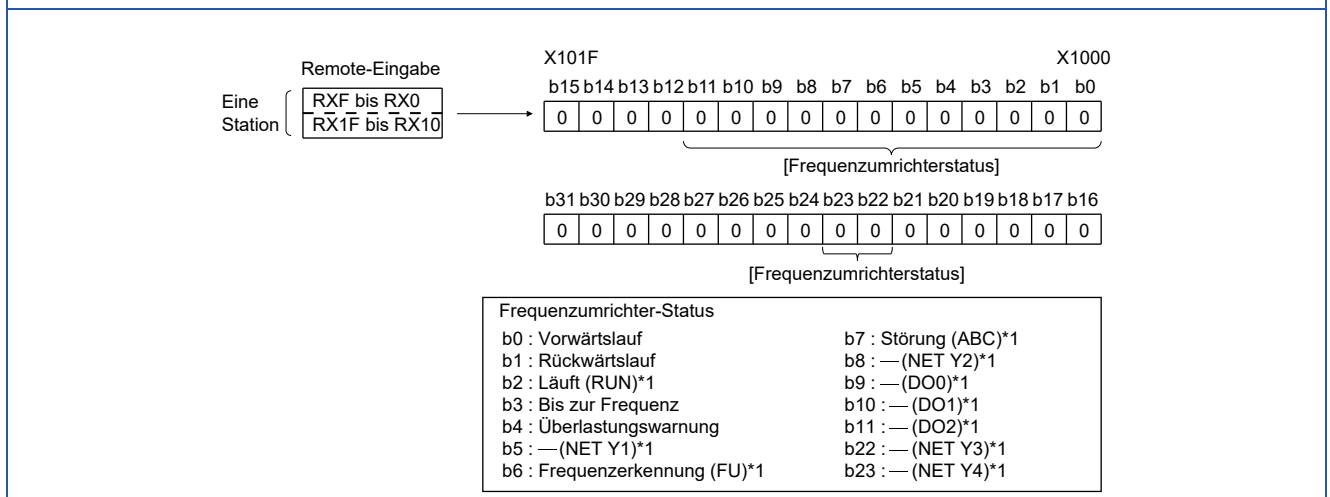 Remote-Eingabe
Eine Station
RXF bis RX0
RX1F bis RX10
X101F X1000
b15 b14 b13 b12 b11 b10 b9 b8 b7 b6 b5 b4 b3 b2 b1 b0
0 0 0 0 0 0 0 0 0 0 0 0 0 0 0 0
[Frequenzumrichterstatus]
b31 b30 b29 b28 b27 b26 b25 b24 b23 b22 b21 b20 b19 b18 b17 b16
0 0 0 0 0 0 0 0 0 0 0 0 0 0 0 0
[Frequenzumrichterstatus]
Frequenzumrichter-Status
b0 : Vorwärtslauf
b1 : Rückwärtslauf
b2 : Läuft (RUN)*1
b3 : Bis zur Frequenz
b4 : Überlastungswarnung
b5 : — (NET Y1)*1
b6 : Frequenzerkennung (FU)*1
b7 : Störung (ABC)*1
b8 : — (NET Y2)*1
b9 : — (DO0)*1
b10 : — (DO1)*1
b11 : — (DO2)*1
b22 : — (NET Y3)*1
b23 : — (NET Y4)*1